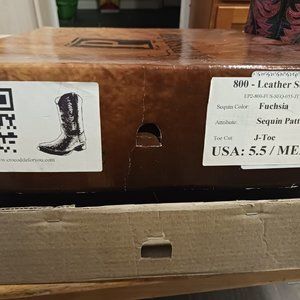 www.crocodileforyou.com
800 - Leather S
Sequin Color: Fuchsia
Attribute: Sequin Patt
Toe Cut: J-Toe
USA: 5.5 / ME